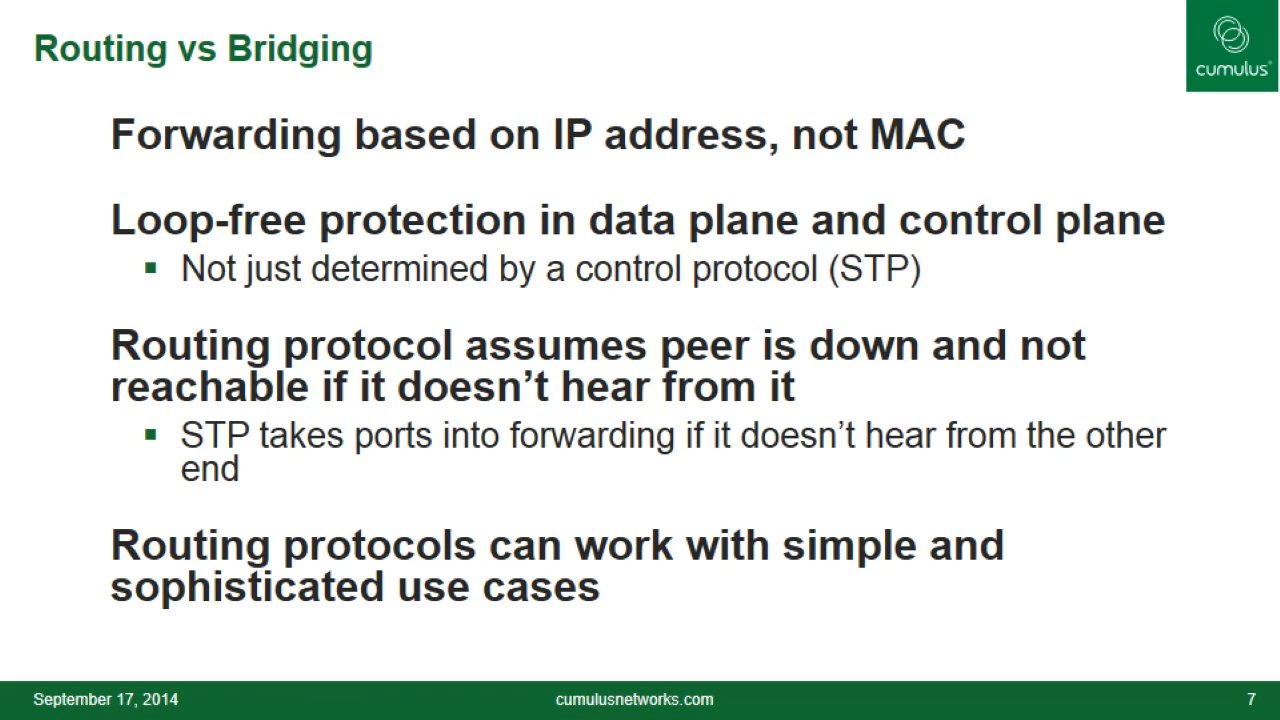 Routing vs Bridging
cumulus®
Forwarding based on IP address, not MAC
Loop-free protection in data plane and control plane
▪ Not just determined by a control protocol (STP)
Routing protocol assumes peer is down and not
reachable if it doesn’t hear from it
▪ STP takes ports into forwarding if it doesn’t hear from the other
end
Routing protocols can work with simple and
sophisticated use cases
September 17, 2014
cumulusnetworks.com
7